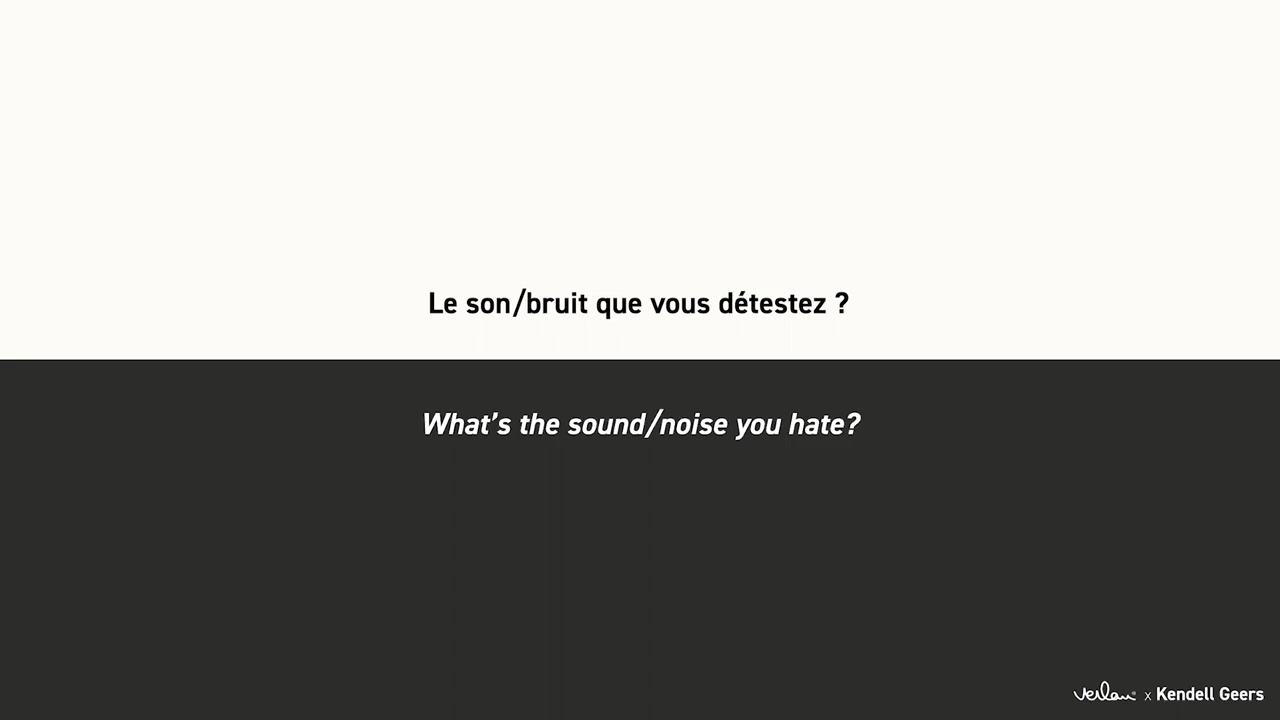 Le son/bruit que vous détestez ?
What's the sound/noise you hate?
verlan® x Kendell Geers